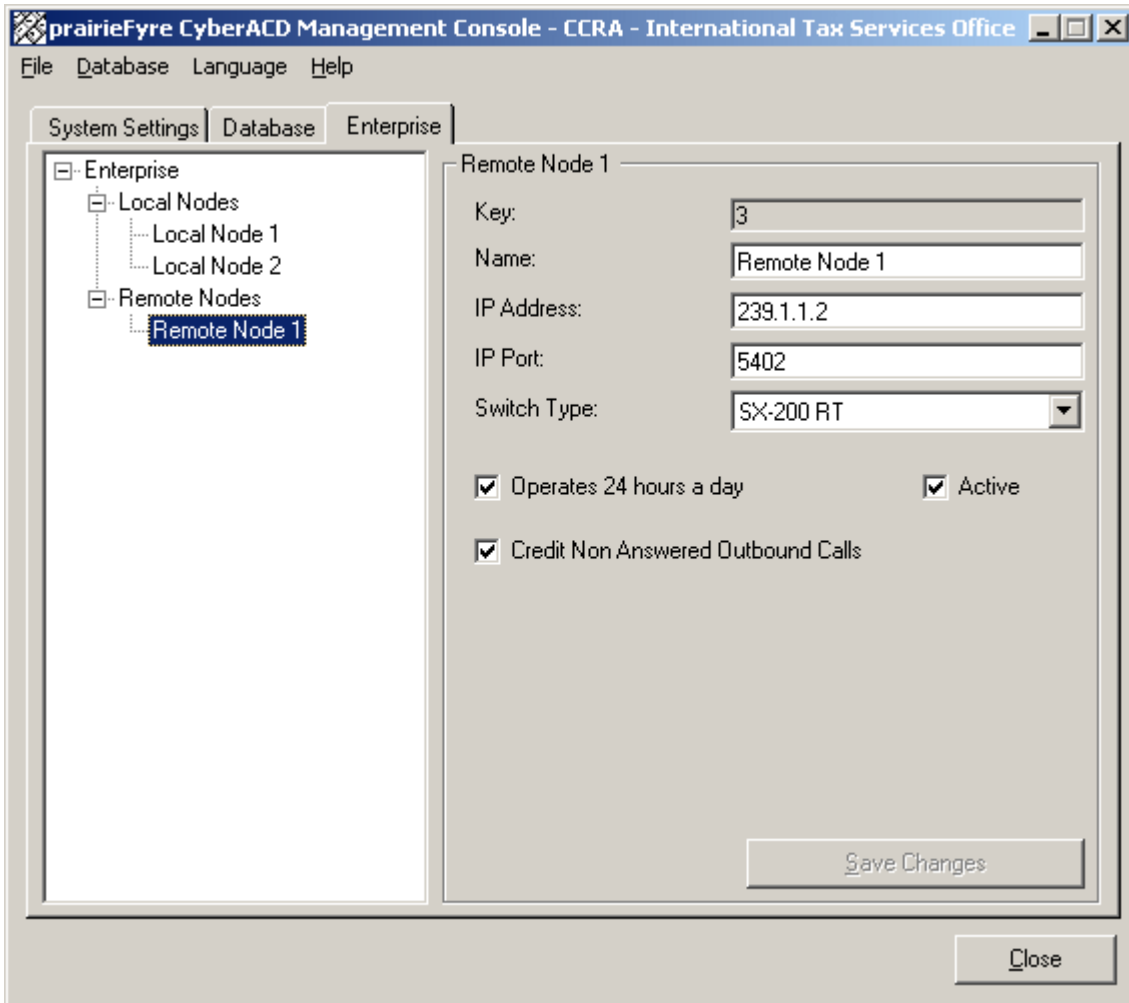 prairieFyre CyberACD Management Console - CCRA - International Tax Services Office
File Database Language Help
System Settings Database Enterprise
Enterprise
Local Nodes
Local Node 1
Local Node 2
Remote Nodes
Remote Node 1
Remote Node 1
Key: 3
Name: Remote Node 1
IP Address: 239.1.1.2
IP Port: 5402
Switch Type: SX-200 RT
Operates 24 hours a day Active
Credit Non Answered Outbound Calls
Save Changes
Close